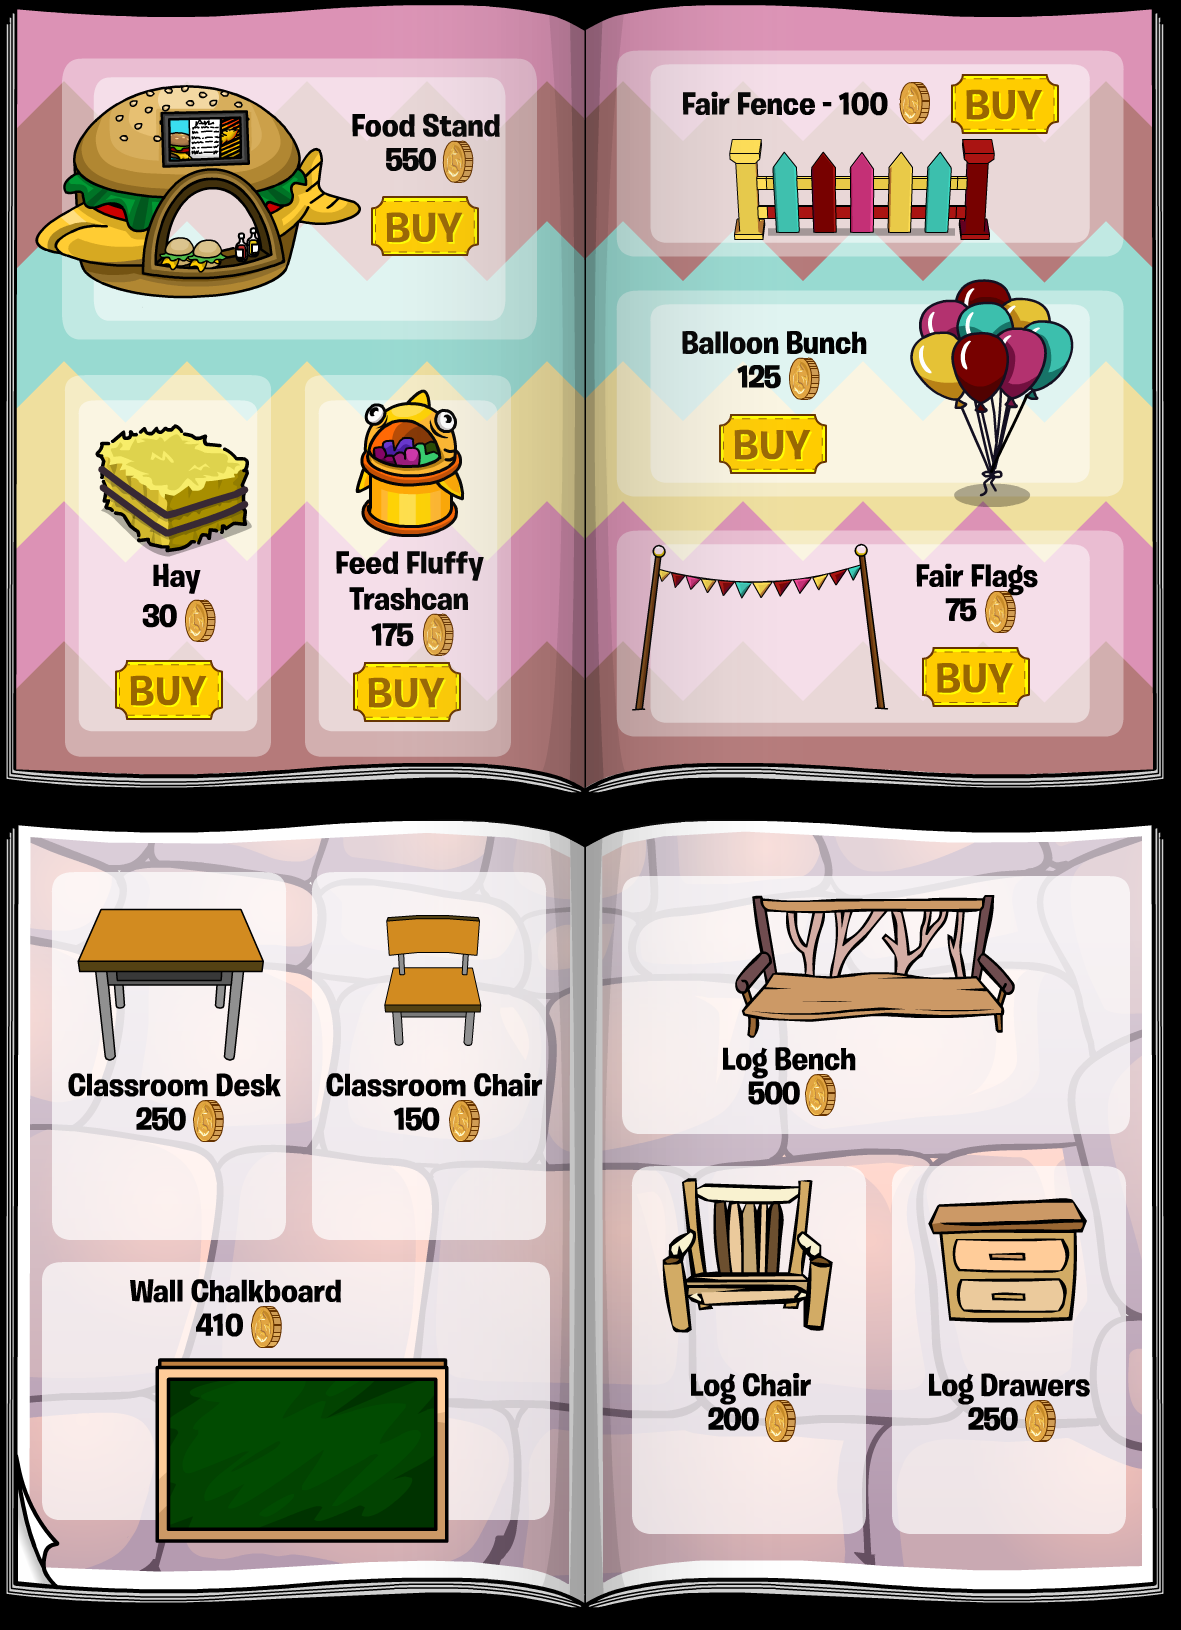 Food Stand
550
BUY
Hay
30
BUY
Feed Fluffy
Trashcan
175
BUY
Fair Fence - 100
BUY
Balloon Bunch
125
BUY
Fair Flags
75
BUY
Classroom Desk
250
Classroom Chair
150
Wall Chalkboard
410
Log Bench
500
Log Chair
200
Log Drawers
250